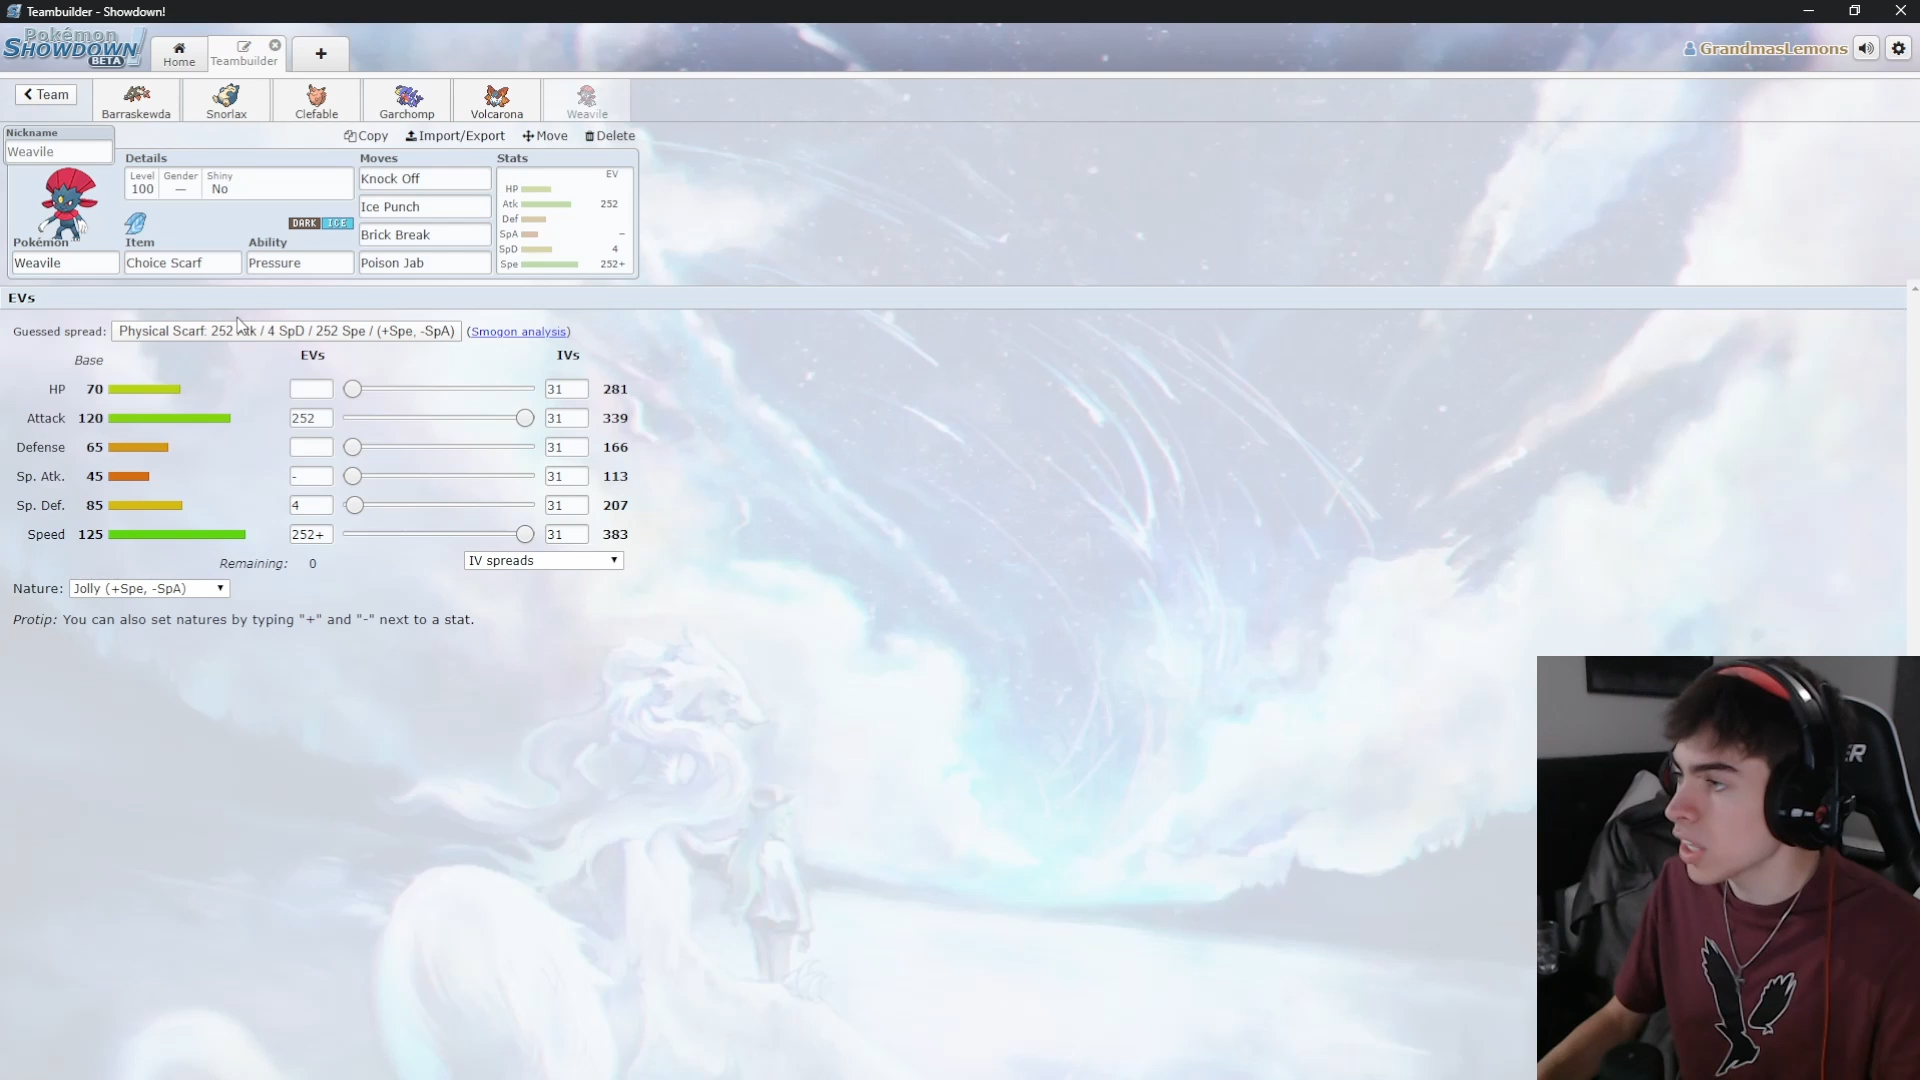 Teambuilder - Showdown!
Pokémon
SHOWDOWN!
BETA
Home
Teambuilder
+
GrandmasLemons
Team
Barraskewda
Snorlax
Clefable
Garchomp
Volcarona
Weavile
Nickname
Weavile
Copy
Import/Export
Move
Delete
Details
Moves
Stats
Level
Gender
Shiny
100
—
No
Knock Off
Ice Punch
Brick Break
Poison Jab
EV
HP
Atk 252
Def
SpA –
SpD 4
Spe 252+
DARK ICE
Pokémon
Item
Ability
Weavile
Choice Scarf
Pressure
EVs
Guessed spread: Physical Scarf: 252 Atk / 4 SpD / 252 Spe / (+Spe, -SpA) (Smogon analysis)
Base EVs IVs
HP 70 31 281
Attack 120 252 31 339
Defense 65 31 166
Sp. Atk. 45 - 31 113
Sp. Def. 85 4 31 207
Speed 125 252+ 31 383
Remaining: 0
IV spreads
Nature: Jolly (+Spe, -SpA)
Protip: You can also set natures by typing "+" and "-" next to a stat.